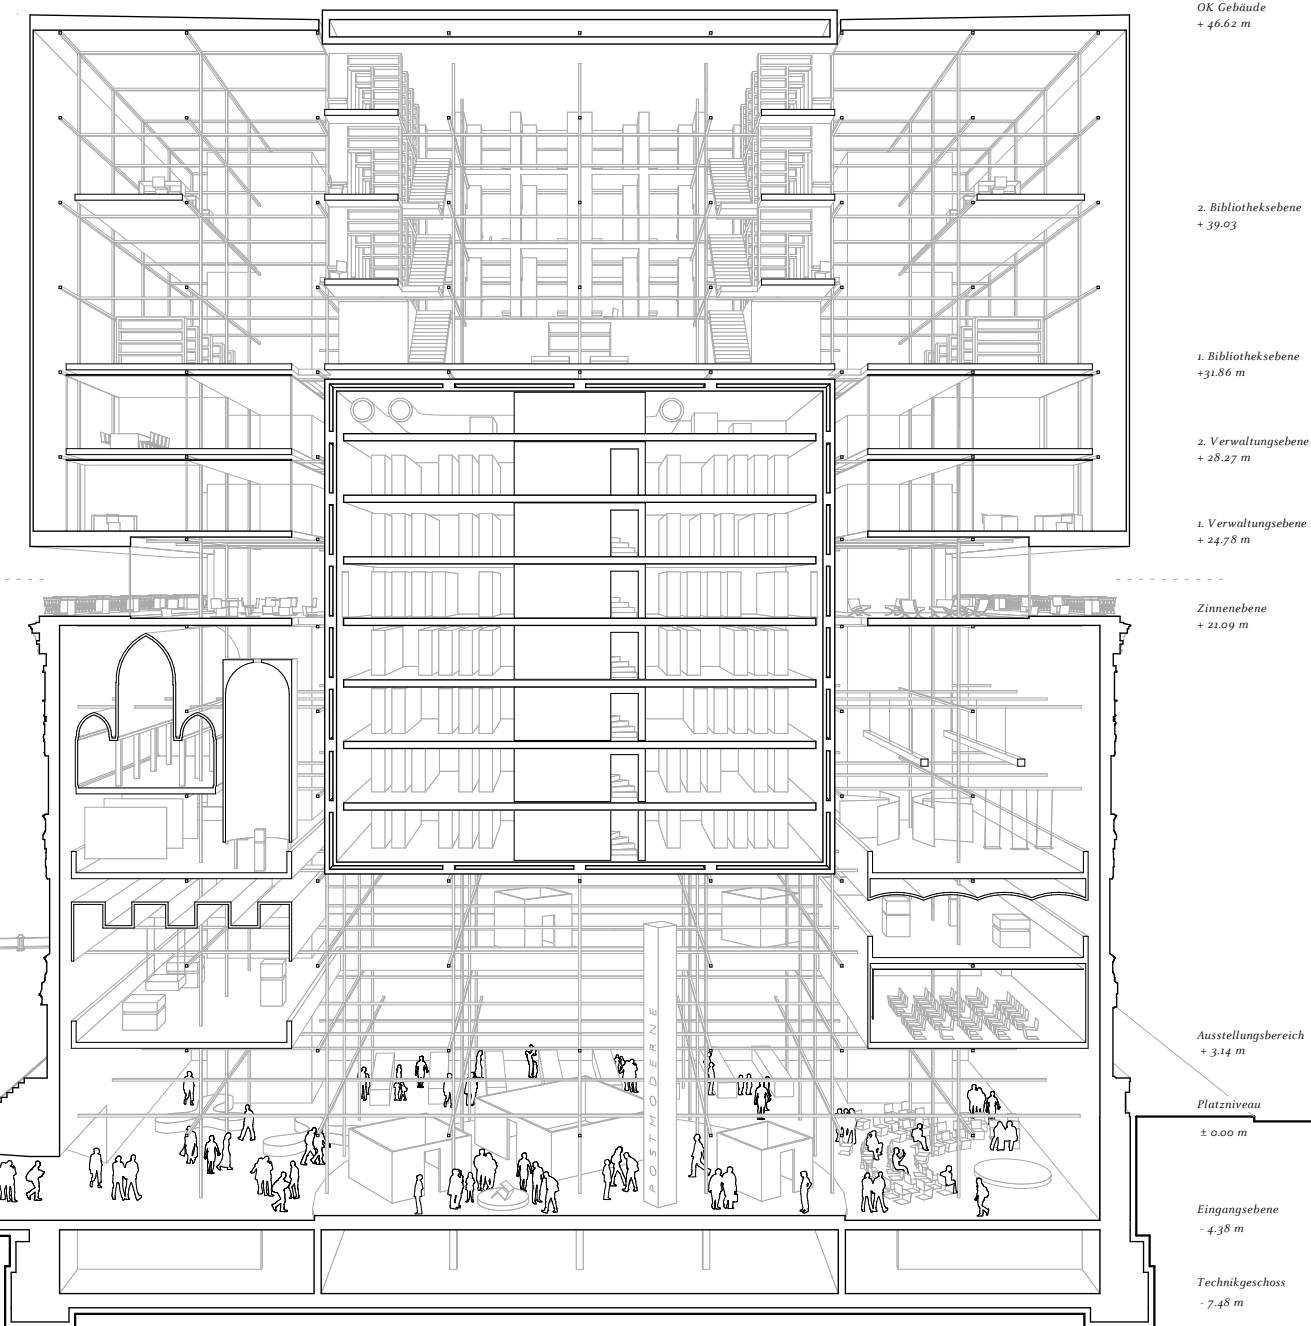 OK Gebäude
+ 46.62 m
2. Bibliotheksebene
+ 39.03
1. Bibliotheksebene
+31.86 m
2. Verwaltungsebene
+ 28.27 m
1. Verwaltungsebene
+ 24.78 m
Zinnenebene
+ 21.09 m
POSTMODERNE
Ausstellungsbereich
+ 3.14 m
Platzniveau
± 0.00 m
Eingangsebene
- 4.38 m
Technikgeschoss
- 7.48 m